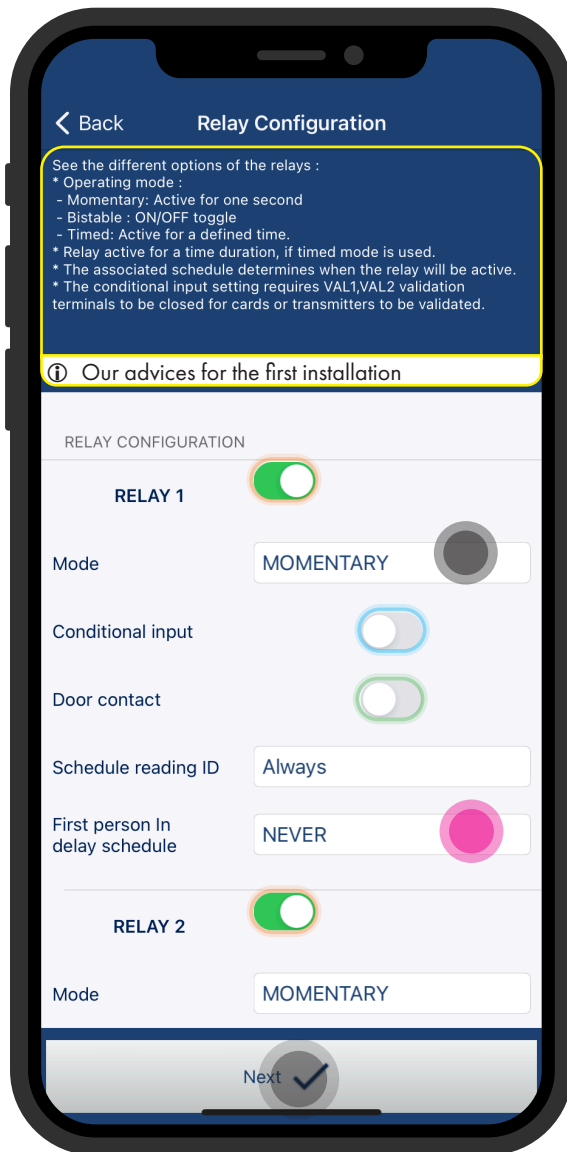 Back
Relay Configuration
See the different options of the relays :
* Operating mode :
- Momentary: Active for one second
- Bistable : ON/OFF toggle
- Timed: Active for a defined time.
* Relay active for a time duration, if timed mode is used.
* The associated schedule determines when the relay will be active.
* The conditional input setting requires VAL1,VAL2 validation
terminals to be closed for cards or transmitters to be validated.
Our advices for the first installation
RELAY CONFIGURATION
RELAY 1
Mode MOMENTARY
Conditional input
Door contact
Schedule reading ID Always
First person In
delay schedule NEVER
RELAY 2
Mode MOMENTARY
Next